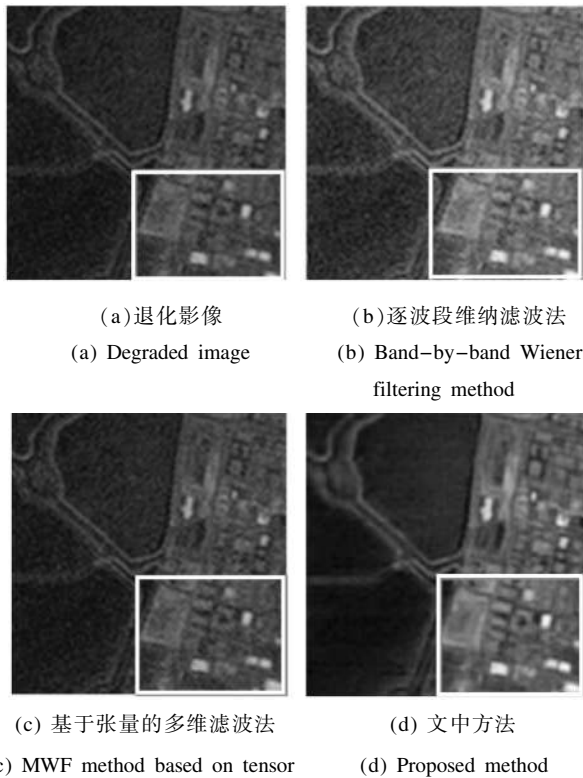 (a)退化影像
(a) Degraded image
(b)逐波段维纳滤波法
(b) Band-by-band Wiener
filtering method
(c) 基于张量的多维滤波法
c) MWF method based on tensor
(d) 文中方法
(d) Proposed method